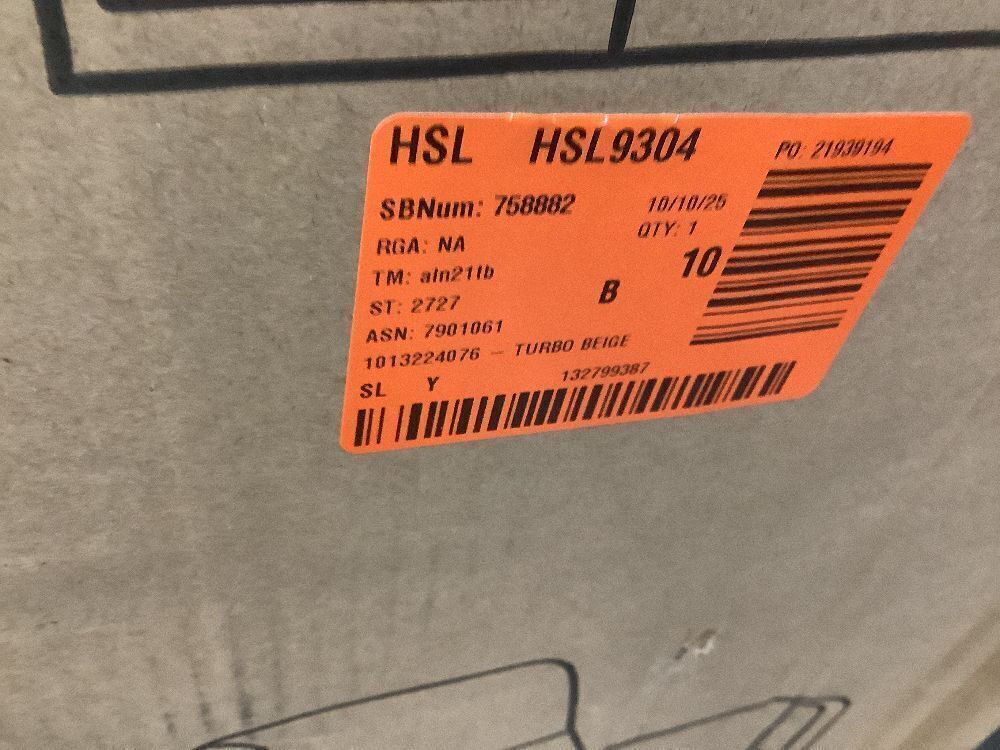 HSL HSL9304 PO: 21939194
SBNum: 758882 10/10/25
RGA: NA QTY: 1
TM: aln21fb 10
ST: 2727 B
ASN: 7901061
1013224076 - TURBO BEIGE
SL Y 132799387